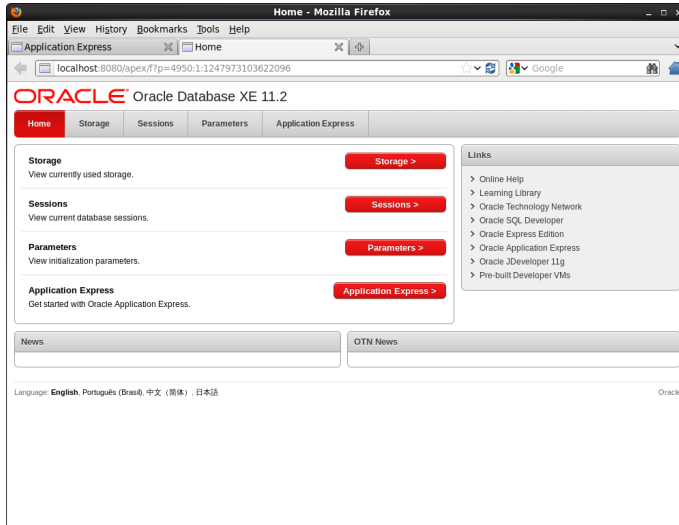 Home - Mozilla Firefox
File Edit View History Bookmarks Tools Help
Application Express
Home
localhost:8080/apex/f?p=4950:1:1247973103622096
Google
ORACLE Oracle Database XE 11.2
Home Storage Sessions Parameters Application Express
Storage
View currently used storage.
Storage >
Sessions
View current database sessions.
Sessions >
Parameters
View initialization parameters.
Parameters >
Application Express
Get started with Oracle Application Express.
Application Express >
Links
> Online Help
> Learning Library
> Oracle Technology Network
> Oracle SQL Developer
> Oracle Express Edition
> Oracle Application Express
> Oracle JDeveloper 11g
> Pre-built Developer VMs
News
OTN News
Language: English, Português (Brasil), 中文（简体）, 日本語
Oracle